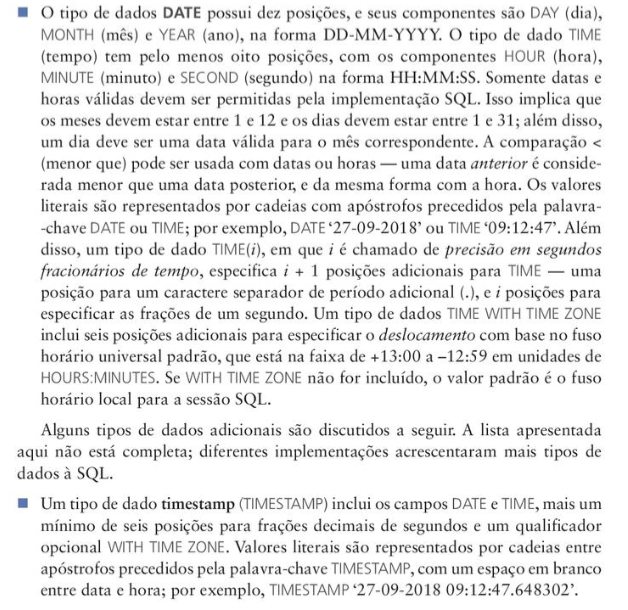 ■ O tipo de dados DATE possui dez posições, e seus componentes são DAY (dia),
MONTH (mês) e YEAR (ano), na forma DD-MM-YYYY. O tipo de dado TIME
(tempo) tem pelo menos oito posições, com os componentes HOUR (hora),
MINUTE (minuto) e SECOND (segundo) na forma HH:MM:SS. Somente datas e
horas válidas devem ser permitidas pela implementação SQL. Isso implica que
os meses devem estar entre 1 e 12 e os dias devem estar entre 1 e 31; além disso,
um dia deve ser uma data válida para o mês correspondente. A comparação <
(menor que) pode ser usada com datas ou horas — uma data anterior é conside-
rada menor que uma data posterior, e da mesma forma com a hora. Os valores
literais são representados por cadeias com apóstrofos precedidos pela palavra-
-chave DATE ou TIME; por exemplo, DATE ‘27-09-2018’ ou TIME ‘09:12:47’. Além
disso, um tipo de dado TIME(i), em que i é chamado de precisão em segundos
fracionários de tempo, especifica i + 1 posições adicionais para TIME — uma
posição para um caractere separador de período adicional (.), e i posições para
especificar as frações de um segundo. Um tipo de dados TIME WITH TIME ZONE
inclui seis posições adicionais para especificar o deslocamento com base no fuso
horário universal padrão, que está na faixa de +13:00 a –12:59 em unidades de
HOURS:MINUTES. Se WITH TIME ZONE não for incluído, o valor padrão é o fuso
horário local para a sessão SQL.
Alguns tipos de dados adicionais são discutidos a seguir. A lista apresentada
aqui não está completa; diferentes implementações acrescentaram mais tipos de
dados à SQL.
■ Um tipo de dado timestamp (TIMESTAMP) inclui os campos DATE e TIME, mais um
mínimo de seis posições para frações decimais de segundos e um qualificador
opcional WITH TIME ZONE. Valores literais são representados por cadeias entre
apóstrofos precedidos pela palavra-chave TIMESTAMP, com um espaço em branco
entre data e hora; por exemplo, TIMESTAMP ‘27-09-2018 09:12:47.648302’.